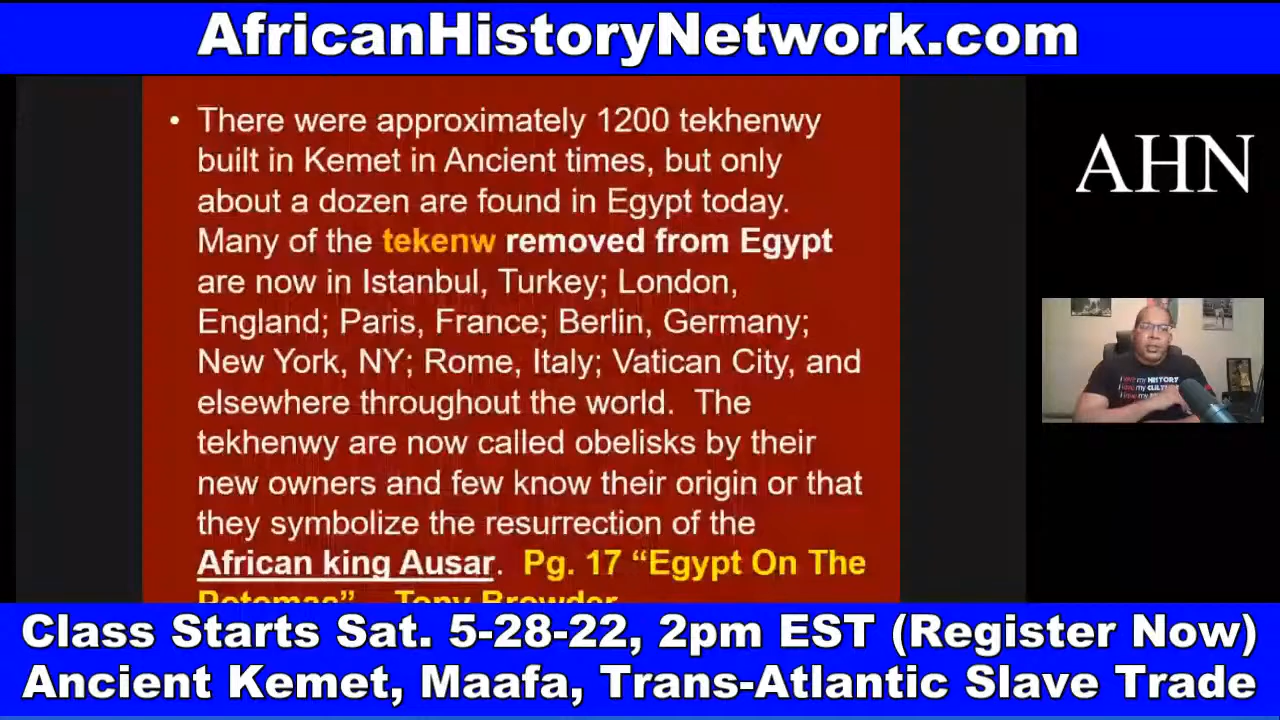 AfricanHistoryNetwork.com
• There were approximately 1200 tekhenwy
built in Kemet in Ancient times, but only
about a dozen are found in Egypt today.
Many of the tekenw removed from Egypt
are now in Istanbul, Turkey; London,
England; Paris, France; Berlin, Germany;
New York, NY; Rome, Italy; Vatican City, and
elsewhere throughout the world. The
tekhenwy are now called obelisks by their
new owners and few know their origin or that
they symbolize the resurrection of the
African king Ausar. Pg. 17 “Egypt On The
Potomac” Tony Browder
AHN
HISTORY
Class Starts Sat. 5-28-22, 2pm EST (Register Now)
Ancient Kemet, Maafa, Trans-Atlantic Slave Trade